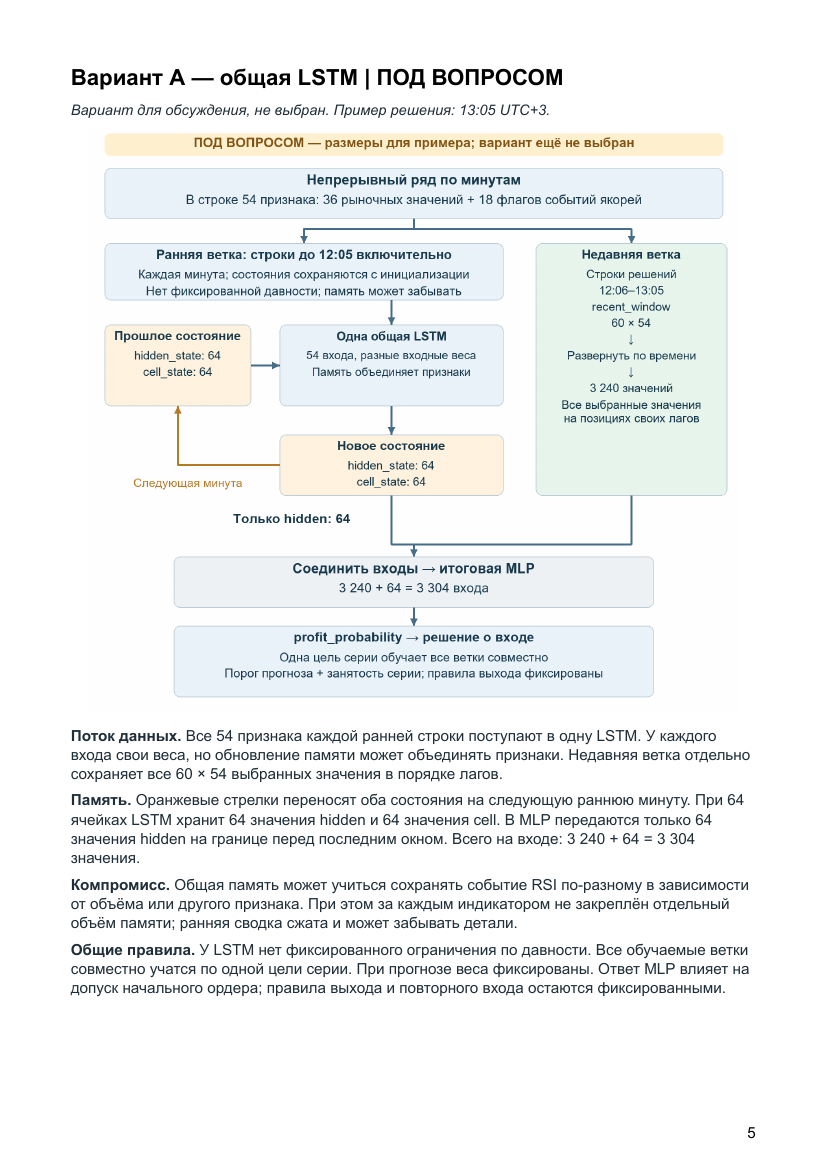 Вариант А — общая LSTM | ПОД ВОПРОСОМ
Вариант для обсуждения, не выбран. Пример решения: 13:05 UTC+3.
ПОД ВОПРОСОМ — размеры для примера; вариант ещё не выбран
Непрерывный ряд по минутам
В строке 54 признака: 36 рыночных значений + 18 флагов событий якорей
Ранняя ветка: строки до 12:05 включительно
Каждая минута; состояния сохраняются с инициализации
Нет фиксированной давности; память может забывать
Недавняя ветка
Строки решений
12:06–13:05
recent_window
60 × 54
↓
Развернуть по времени
↓
3 240 значений
Все выбранные значения
на позициях своих лагов
Прошлое состояние
hidden_state: 64
cell_state: 64
Одна общая LSTM
54 входа, разные входные веса
Память объединяет признаки
Новое состояние
hidden_state: 64
cell_state: 64
Следующая минута
Только hidden: 64
Соединить входы → итоговая MLP
3 240 + 64 = 3 304 входа
profit_probability → решение о входе
Одна цель серии обучает все ветки совместно
Порог прогноза + занятость серии; правила выхода фиксированы
Поток данных. Все 54 признака каждой ранней строки поступают в одну LSTM. У каждого
входа свои веса, но обновление памяти может объединять признаки. Недавняя ветка отдельно
сохраняет все 60 × 54 выбранных значения в порядке лагов.
Память. Оранжевые стрелки переносят оба состояния на следующую раннюю минуту. При 64
ячейках LSTM хранит 64 значения hidden и 64 значения cell. В MLP передаются только 64
значения hidden на границе перед последним окном. Всего на входе: 3 240 + 64 = 3 304
значения.
Компромисс. Общая память может учиться сохранять событие RSI по-разному в зависимости
от объёма или другого признака. При этом за каждым индикатором не закреплён отдельный
объём памяти; ранняя сводка сжата и может забывать детали.
Общие правила. У LSTM нет фиксированного ограничения по давности. Все обучаемые ветки
совместно учатся по одной цели серии. При прогнозе веса фиксированы. Ответ MLP влияет на
допуск начального ордера; правила выхода и повторного входа остаются фиксированными.
5